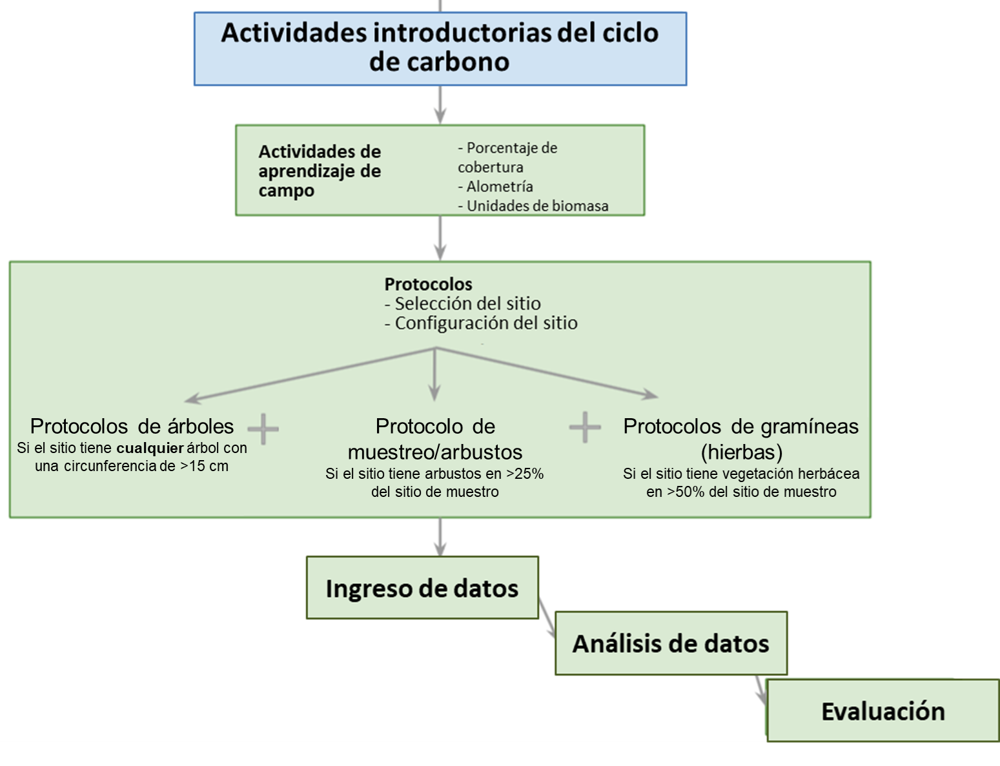 Actividades introductorias del ciclo
de carbono
Actividades de
aprendizaje de
campo
- Porcentaje de
cobertura
- Alometría
- Unidades de biomasa
Protocolos
- Selección del sitio
- Configuración del sitio
Protocolos de árboles
Si el sitio tiene cualquier árbol con
una circunferencia de >15 cm
+
Protocolo de
muestreo/arbustos
Si el sitio tiene arbustos en >25%
del sitio de muestro
+
Protocolos de gramíneas
(hierbas)
Si el sitio tiene vegetación herbácea
en >50% del sitio de muestro
Ingreso de datos
Análisis de datos
Evaluación